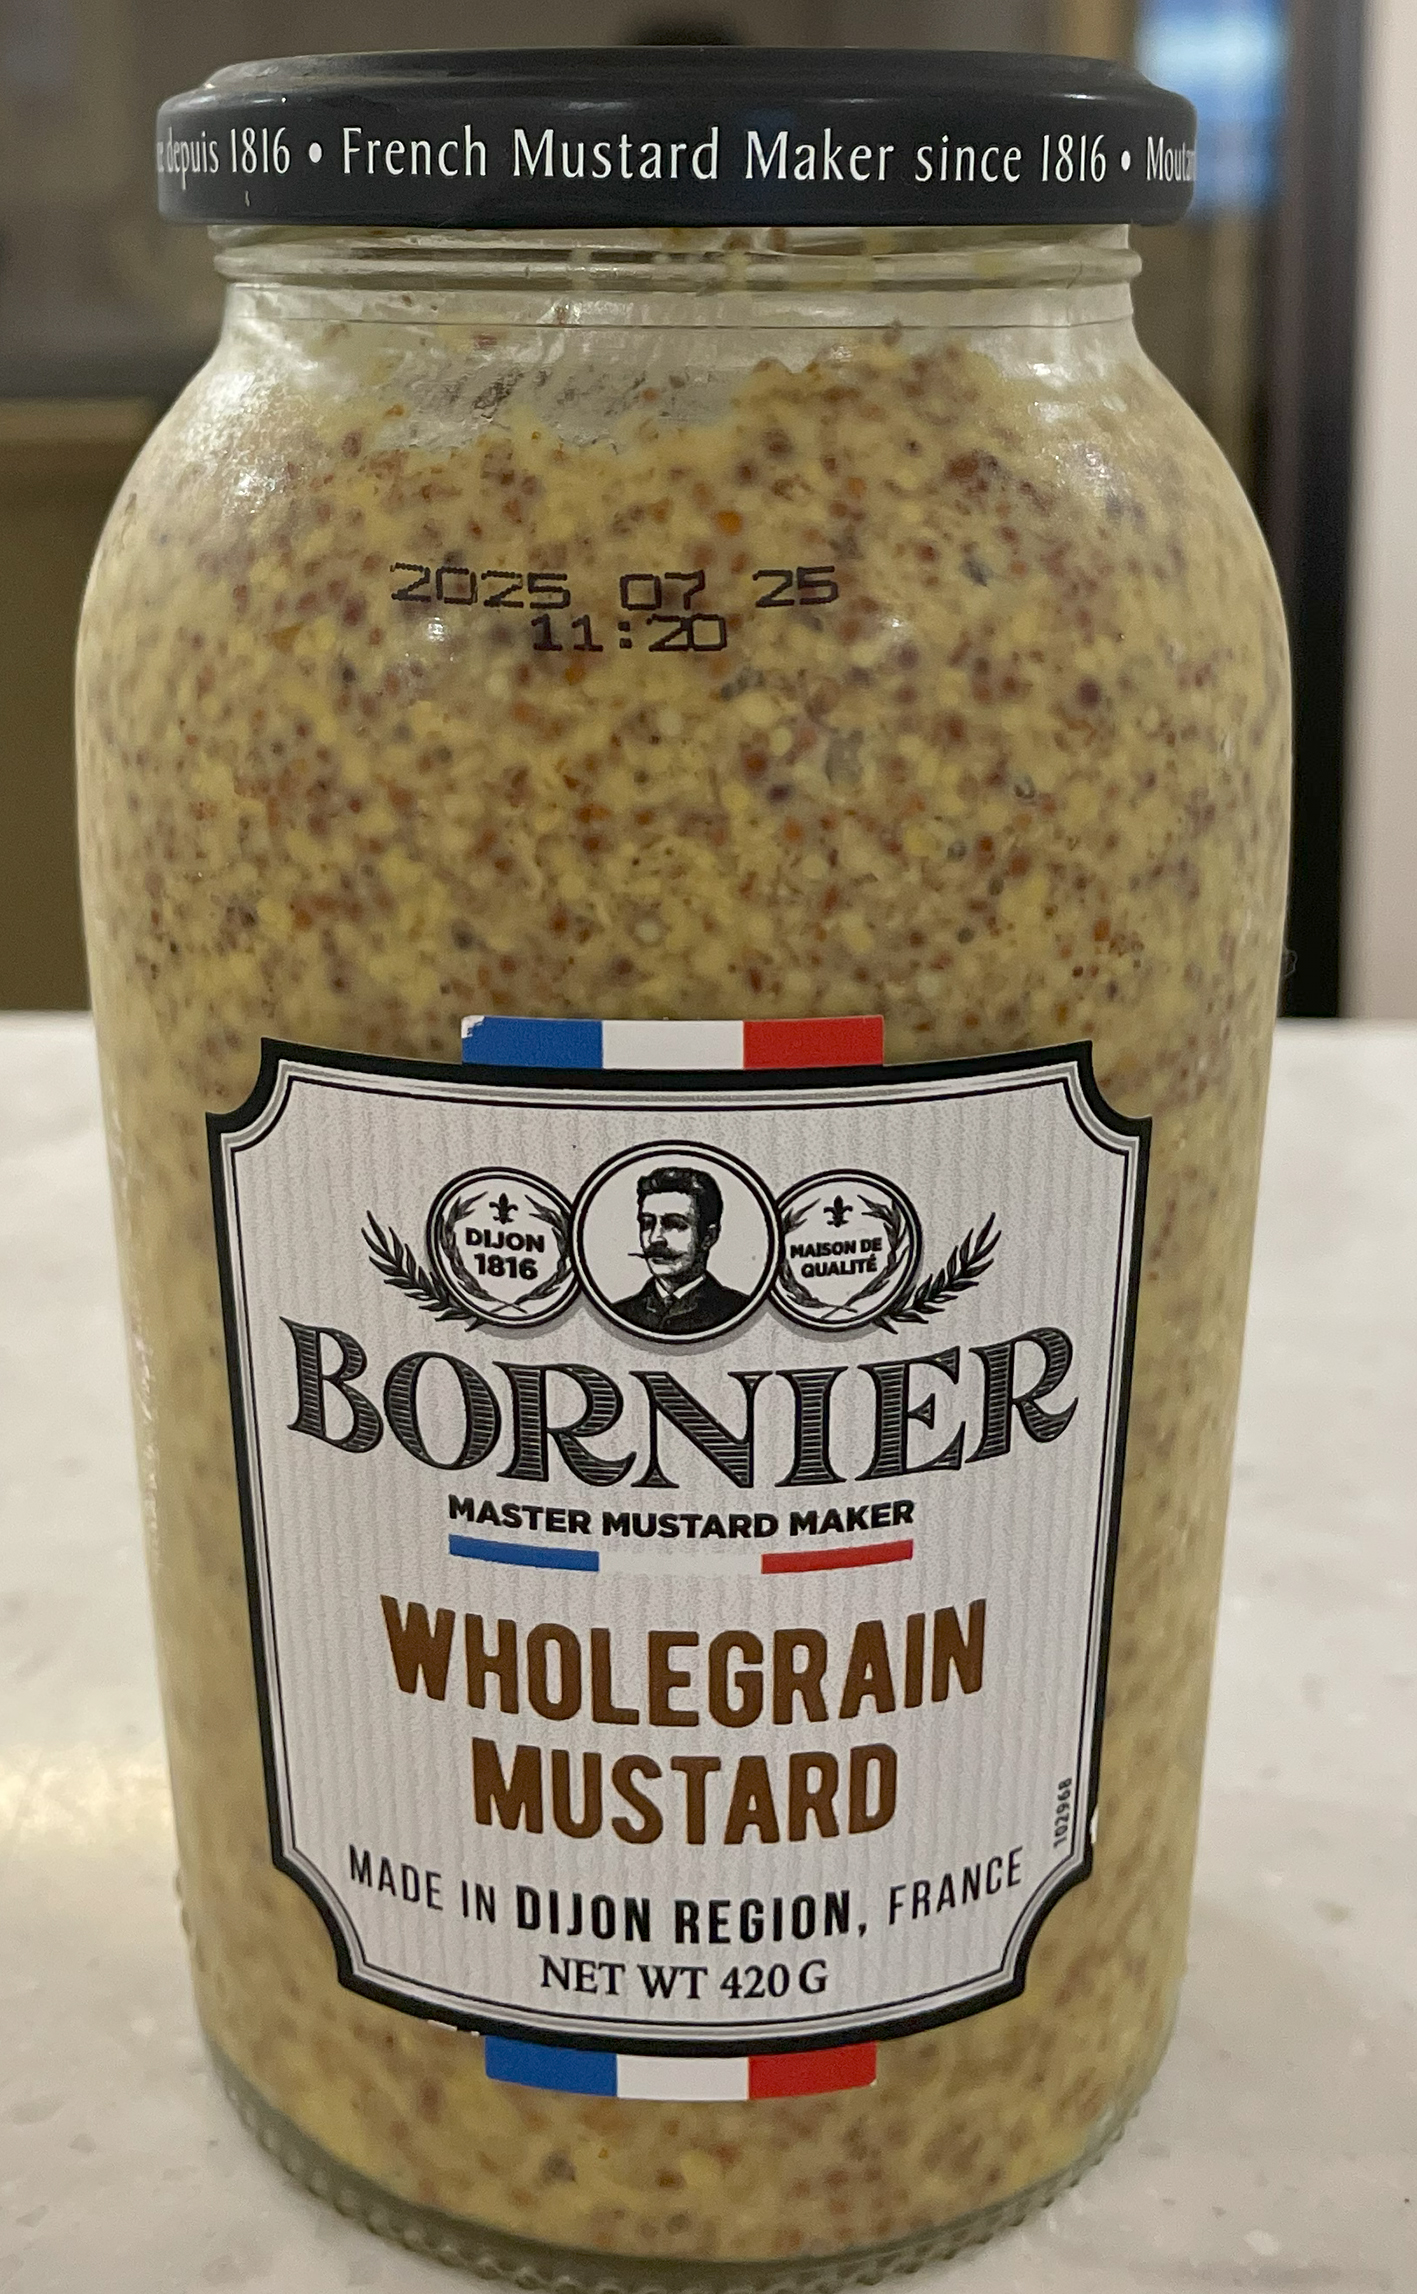 depuis 1816 • French Mustard Maker since 1816 •
2025 07 25
11:20
DIJON
1816
MAISON DE
QUALITÉ
BORNIER
MASTER MUSTARD MAKER
WHOLEGRAIN
MUSTARD
102968
MADE IN DIJON REGION, FRANCE
NET WT 420 G